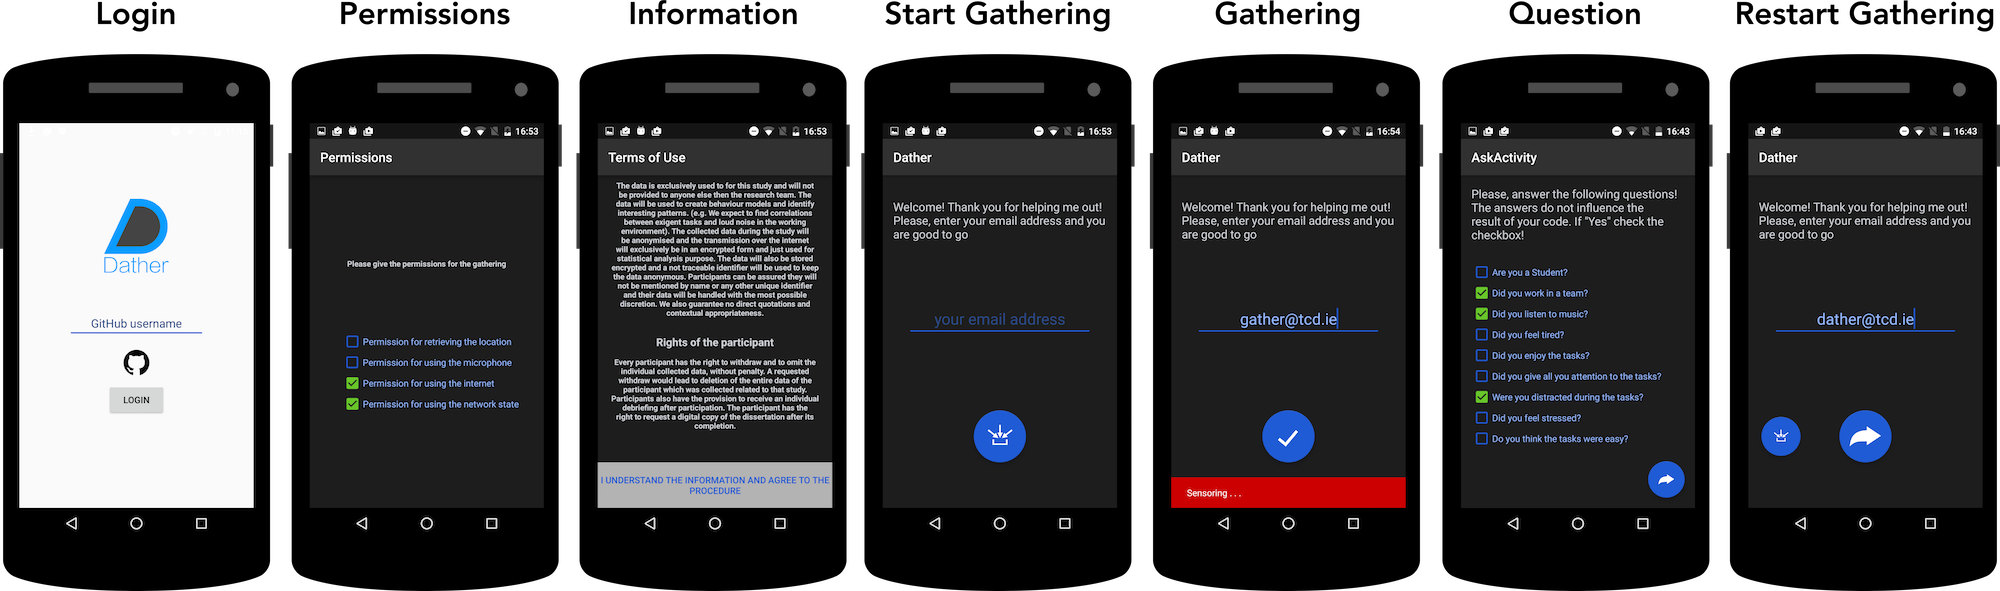 Login
Permissions
Information
Start Gathering
Gathering
Question
Restart Gathering
Dather
GitHub username
LOGIN
16:53
Permissions
Please give the permissions for the gathering
Permission for retrieving the location
Permission for using the microphone
Permission for using the internet
Permission for using the network state
16:53
Terms of Use
The data is exclusively used to for this study and will not
be provided to anyone else then the research team. The
data will be used to create behaviour models and identify
interesting patterns. (e.g. We expect to find correlations
between exigent tasks and loud noise in the working
environment). The collected data during the study will
be anonymised and the transmission over the internet
will exclusively be in an encrypted form and just used for
statistical analysis purpose. The data will also be stored
encrypted and a not traceable identifier will be used to keep
the data anonymous. Participants can be assured they will
not be mentioned by name or any other unique identifier
and their data will be handled with the most possible
discretion. We also guarantee no direct quotations and
contextual appropriateness.
Rights of the participant
Every participant has the right to withdraw and to omit the
individual collected data, without penalty. A requested
withdraw would lead to deletion of the entire data of the
participant which was collected related to that study.
Participants also have the provision to receive an individual
debriefing after participation. The participant has the
right to request a digital copy of the dissertation after its
completion.
I UNDERSTAND THE INFORMATION AND AGREE TO THE
PROCEDURE
16:53
Dather
Welcome! Thank you for helping me out!
Please, enter your email address and you
are good to go
your email address
16:54
Dather
Welcome! Thank you for helping me out!
Please, enter your email address and you
are good to go
gather@tcd.ie
Sensoring . . .
16:43
AskActivity
Please, answer the following questions!
The answers do not influence the
result of your code. If "Yes" check the
checkbox!
Are you a Student?
Did you work in a team?
Did you listen to music?
Did you feel tired?
Did you enjoy the tasks?
Did you give all you attention to the tasks?
Were you distracted during the tasks?
Did you feel stressed?
Do you think the tasks were easy?
16:43
Dather
Welcome! Thank you for helping me out!
Please, enter your email address and you
are good to go
dather@tcd.ie